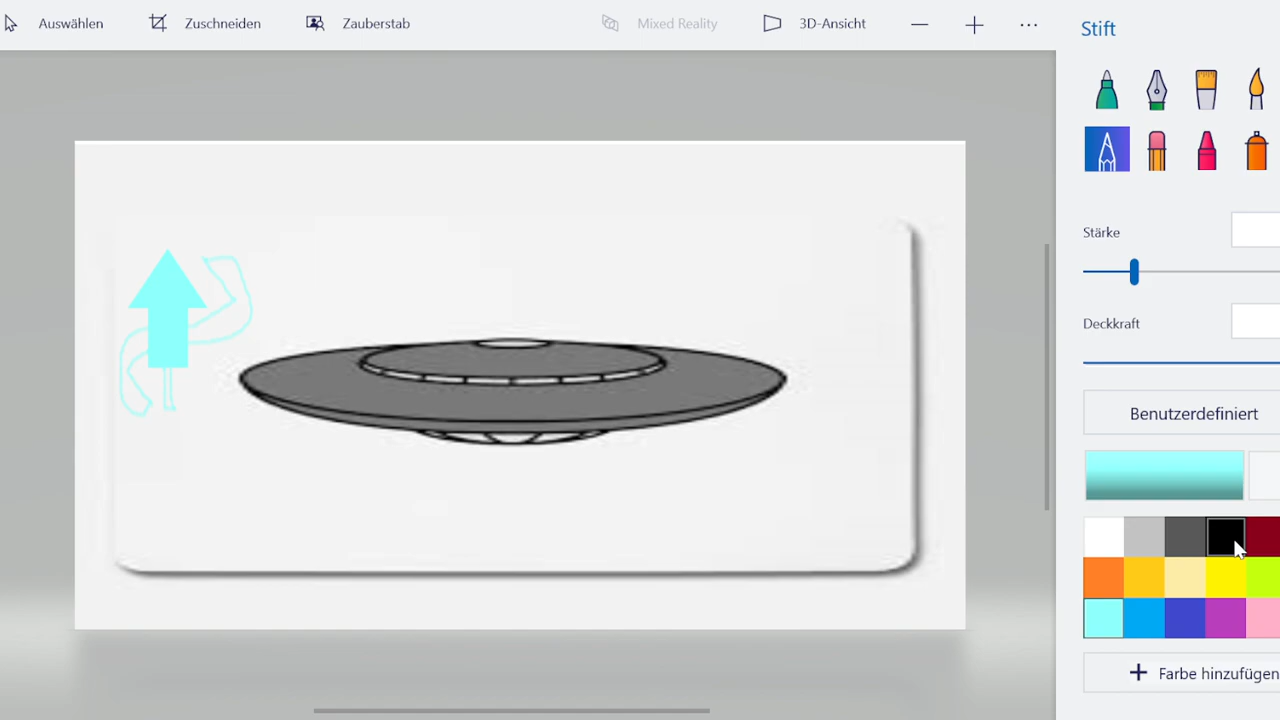 Auswählen Zuschneiden Zauberstab Mixed Reality 3D-Ansicht
Stift
Stärke
Deckkraft
Benutzerdefiniert
Farbe hinzufügen